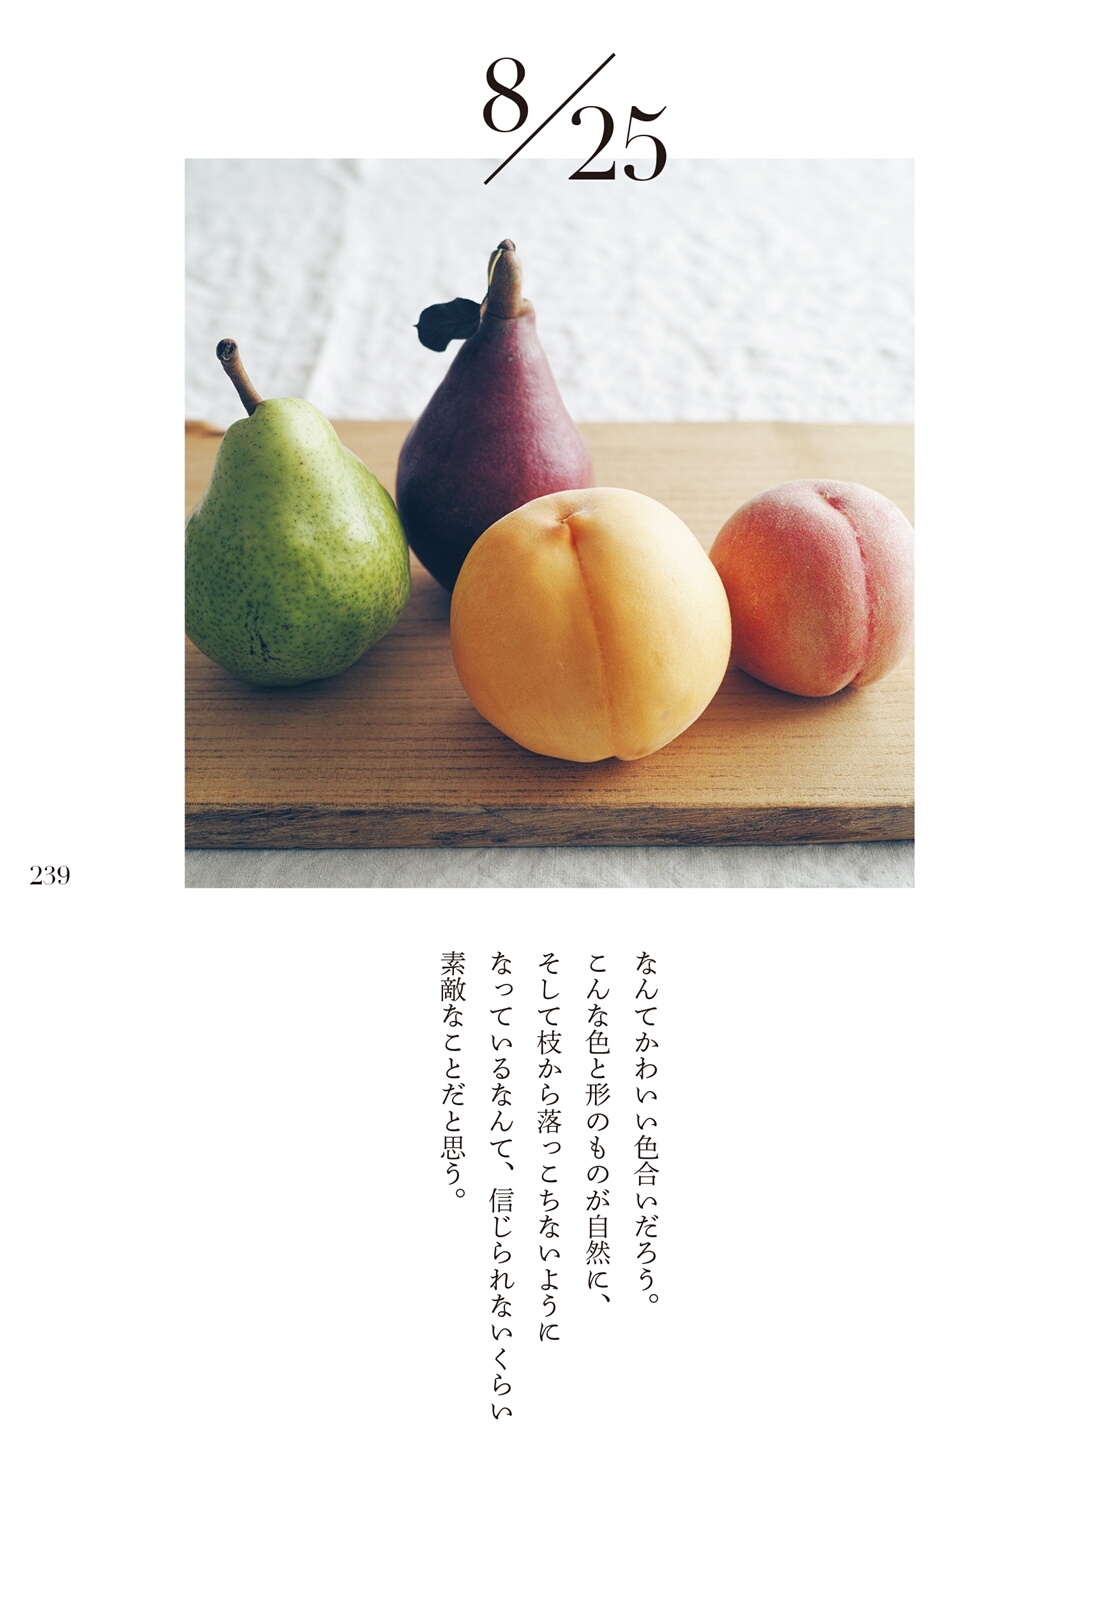 8/25
239
なんてかわいい色合いだろう。
こんな色と形のものが自然に、
そして枝から落っこちないように
なっているなんて、信じられないくらい
素敵なことだと思う。